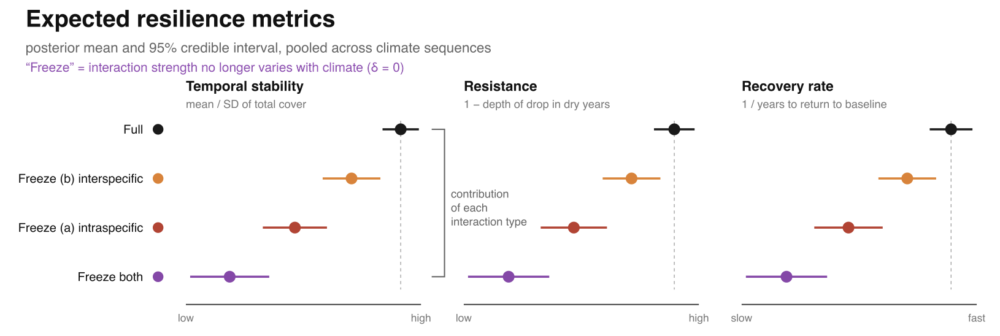 Expected resilience metrics
posterior mean and 95% credible interval, pooled across climate sequences
“Freeze” = interaction strength no longer varies with climate (δ = 0)
Temporal stability
mean / SD of total cover
Resistance
1 – depth of drop in dry years
Recovery rate
1 / years to return to baseline
Full
Freeze (b) interspecific
contribution
of each
interaction type
Freeze (a) intraspecific
Freeze both
low
high
low
high
slow
fast